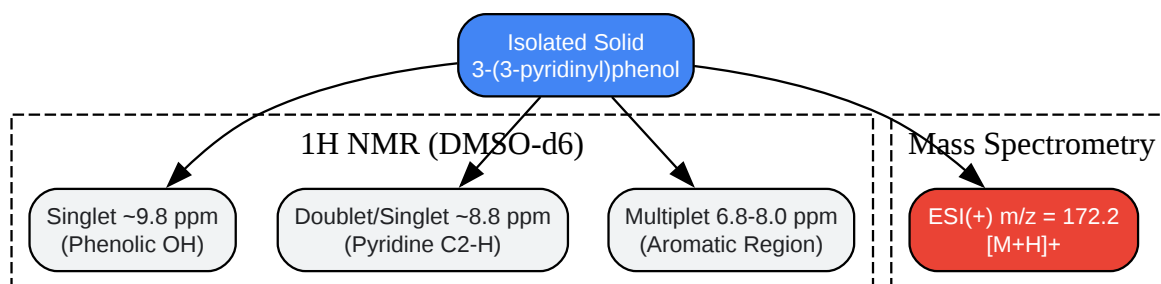 Isolated Solid
3-(3-pyridinyl)phenol
1H NMR (DMSO-d6)
Mass Spectrometry
Singlet ~9.8 ppm
(Phenolic OH)
Doublet/Singlet ~8.8 ppm
(Pyridine C2-H)
Multiplet 6.8-8.0 ppm
(Aromatic Region)
ESI(+) m/z = 172.2
[M+H]+